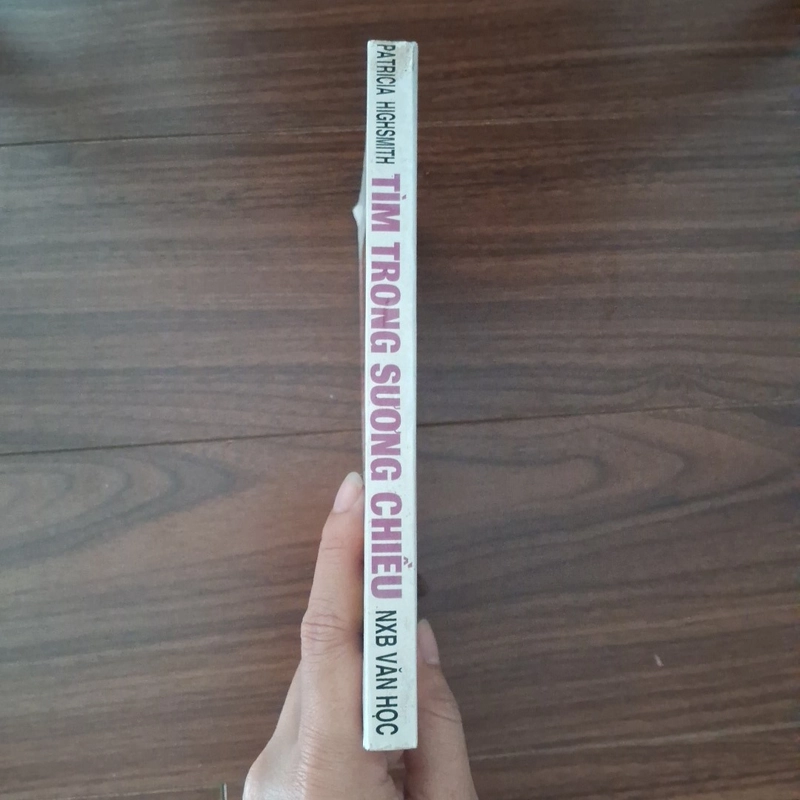 PATRICIA HIGHSMITH TÌM TRONG SƯƠNG CHIỀU NXB VĂN HỌC